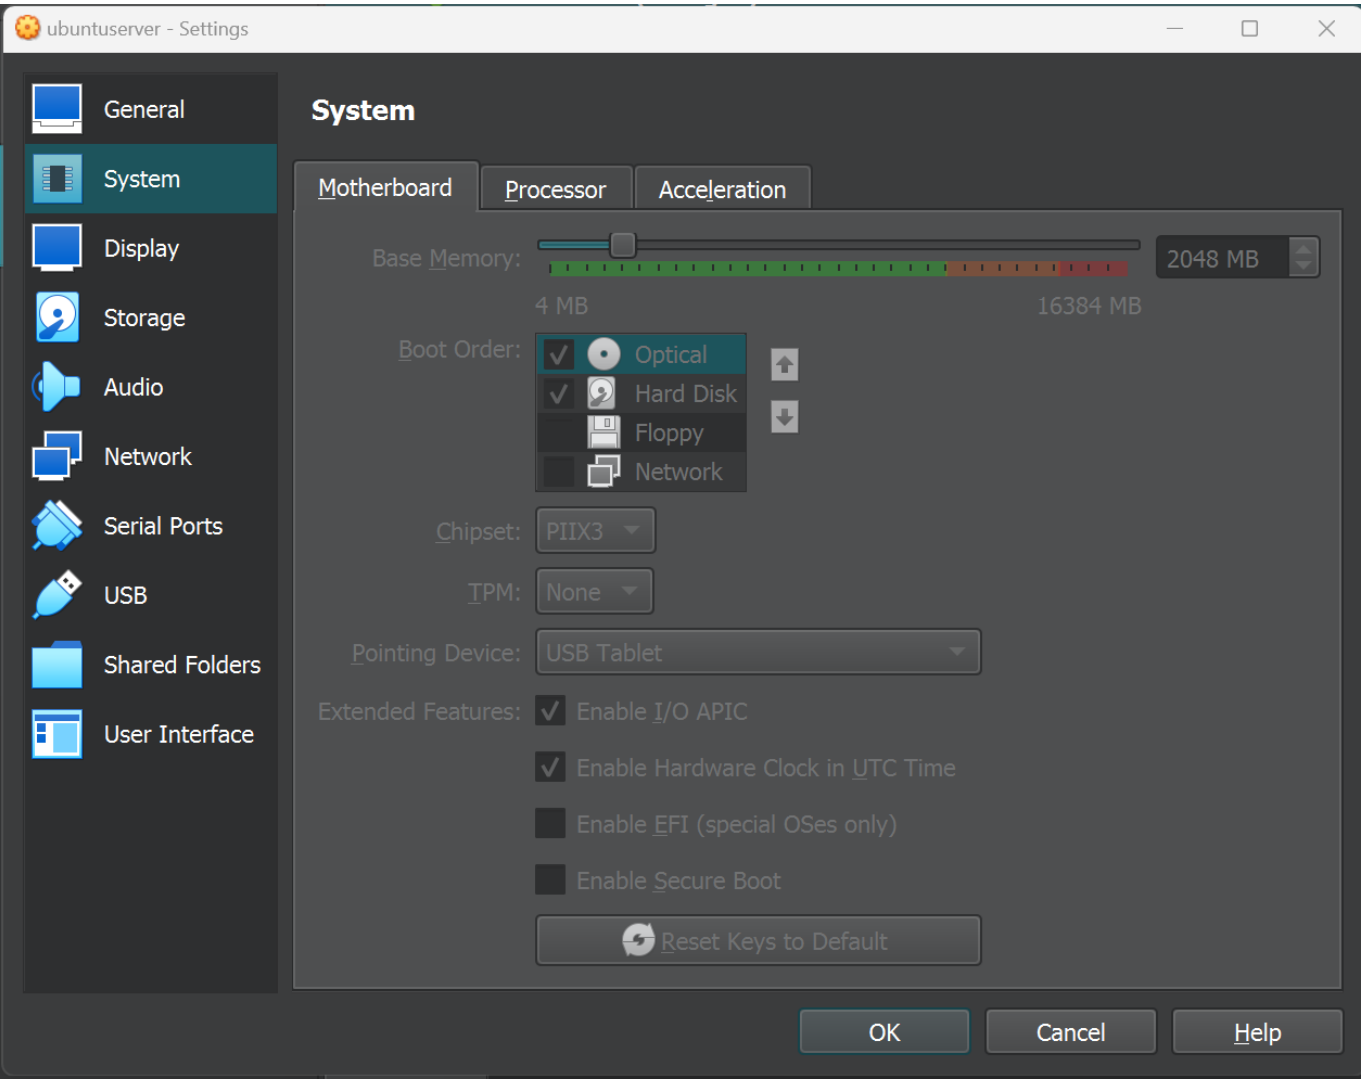 ubuntuserver - Settings
General
System
Display
Storage
Audio
Network
Serial Ports
USB
Shared Folders
User Interface
System
Motherboard
Processor
Acceleration
Base Memory:
2048 MB
4 MB
16384 MB
Boot Order:
Optical
Hard Disk
Floppy
Network
Chipset:
PIIX3
TPM:
None
Pointing Device:
USB Tablet
Extended Features:
Enable I/O APIC
Enable Hardware Clock in UTC Time
Enable EFI (special OSes only)
Enable Secure Boot
Reset Keys to Default
OK
Cancel
Help